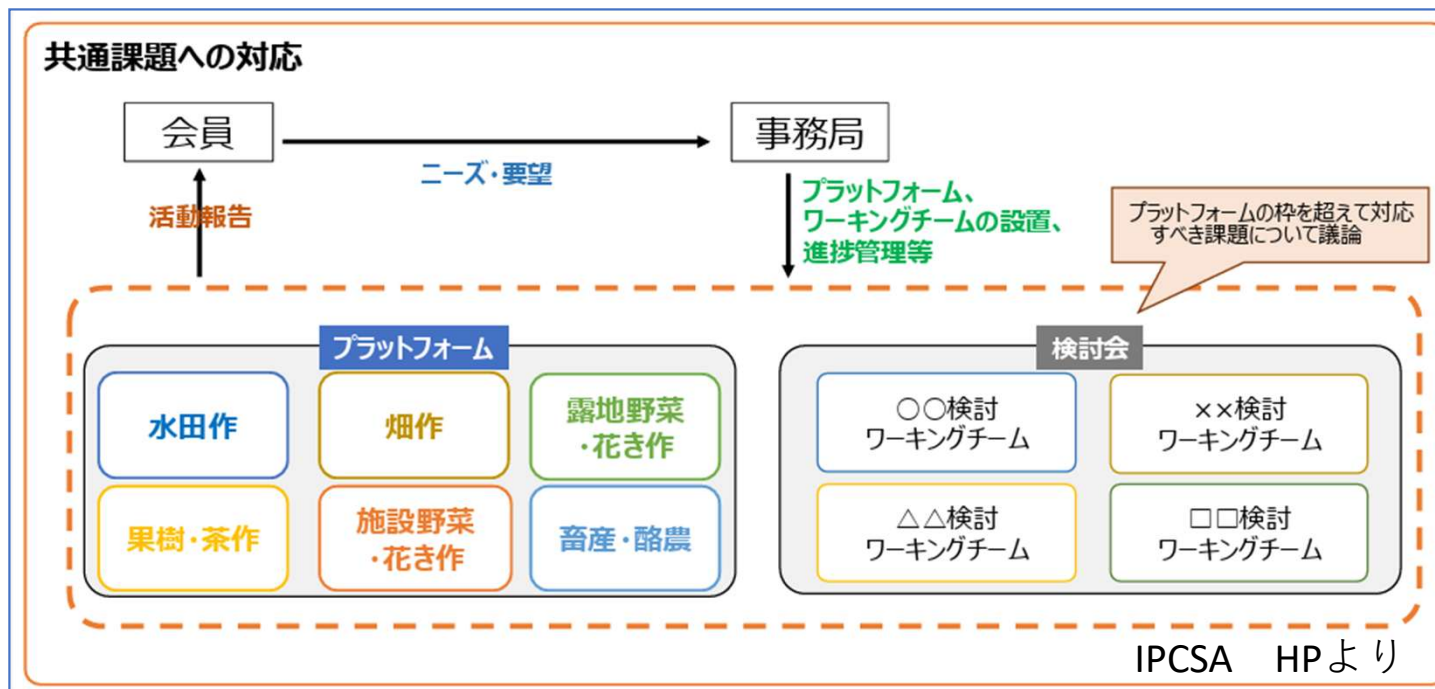 共通課題への対応
会員
事務局
ニーズ・要望
活動報告
プラットフォーム、
ワーキングチームの設置、
進捗管理等
プラットフォームの枠を超えて対応
すべき課題について議論
プラットフォーム
水田作
畑作
露地野菜
・花き作
果樹・茶作
施設野菜
・花き作
畜産・酪農
検討会
○○検討
ワーキングチーム
××検討
ワーキングチーム
△△検討
ワーキングチーム
□□検討
ワーキングチーム
IPCSA　HPより